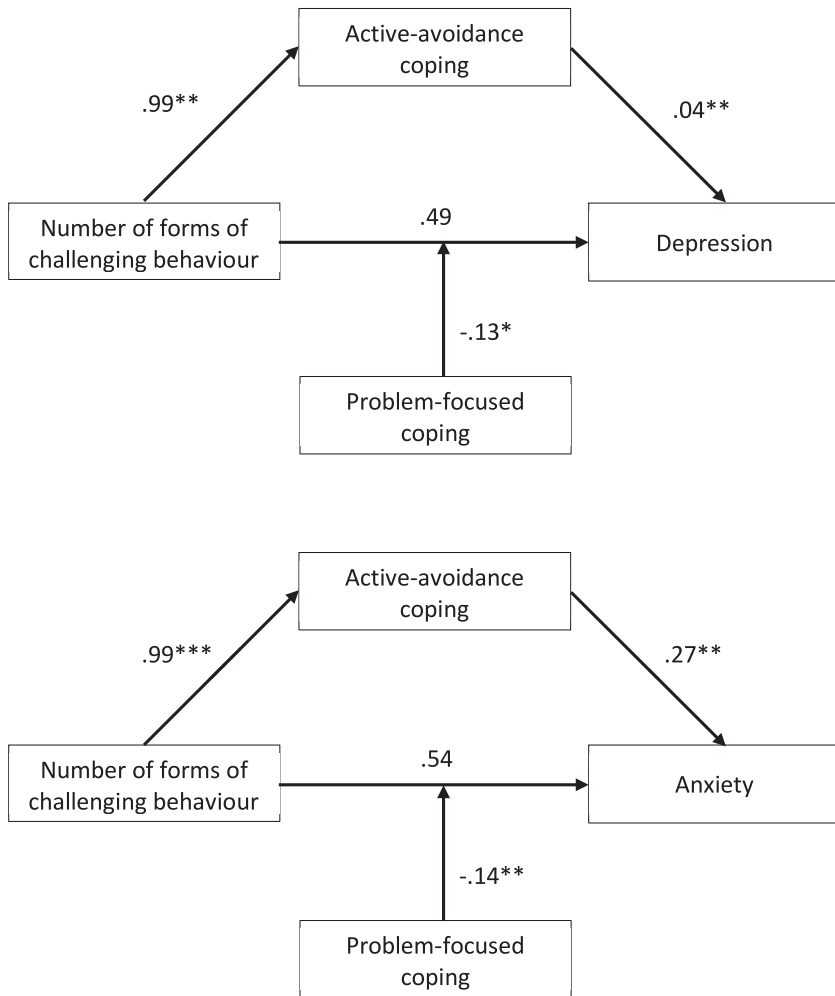 Active-avoidance
coping
.99**
.04**
Number of forms of
challenging behaviour
.49
Depression
-.13*
Problem-focused
coping
Active-avoidance
coping
.99***
.27**
Number of forms of
challenging behaviour
.54
Anxiety
-.14**
Problem-focused
coping